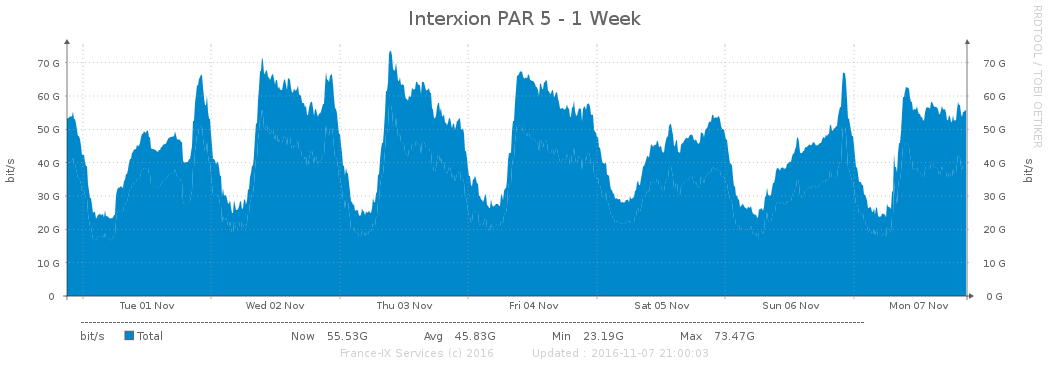 Interxion PAR 5 - 1 Week
RRDTOOL / TOBI OETIKER
bit/s
70 G 70 G
60 G 60 G
50 G 50 G
40 G 40 G
30 G 30 G
20 G 20 G
10 G 10 G
0 0 G
bit/s
Tue 01 Nov Wed 02 Nov Thu 03 Nov Fri 04 Nov Sat 05 Nov Sun 06 Nov Mon 07 Nov
bit/s Total Now 55.53G Avg 45.83G Min 23.19G Max 73.47G
France-IX Services (c) 2016 Updated : 2016-11-07 21:00:03